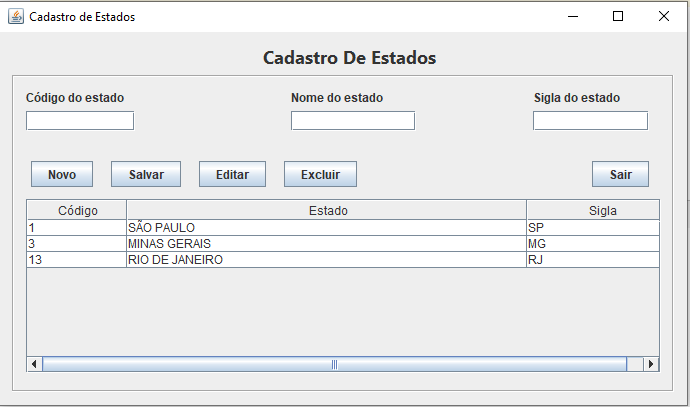 Cadastro de Estados
Cadastro De Estados
Código do estado Nome do estado Sigla do estado
Novo Salvar Editar Excluir Sair
Código Estado Sigla
1 SÃO PAULO SP
3 MINAS GERAIS MG
13 RIO DE JANEIRO RJ